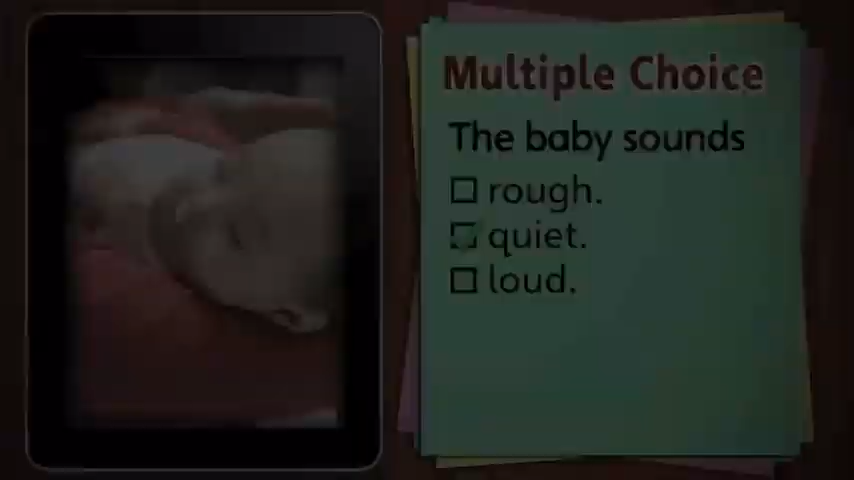 Multiple Choice
The baby sounds
rough.
quiet.
loud.